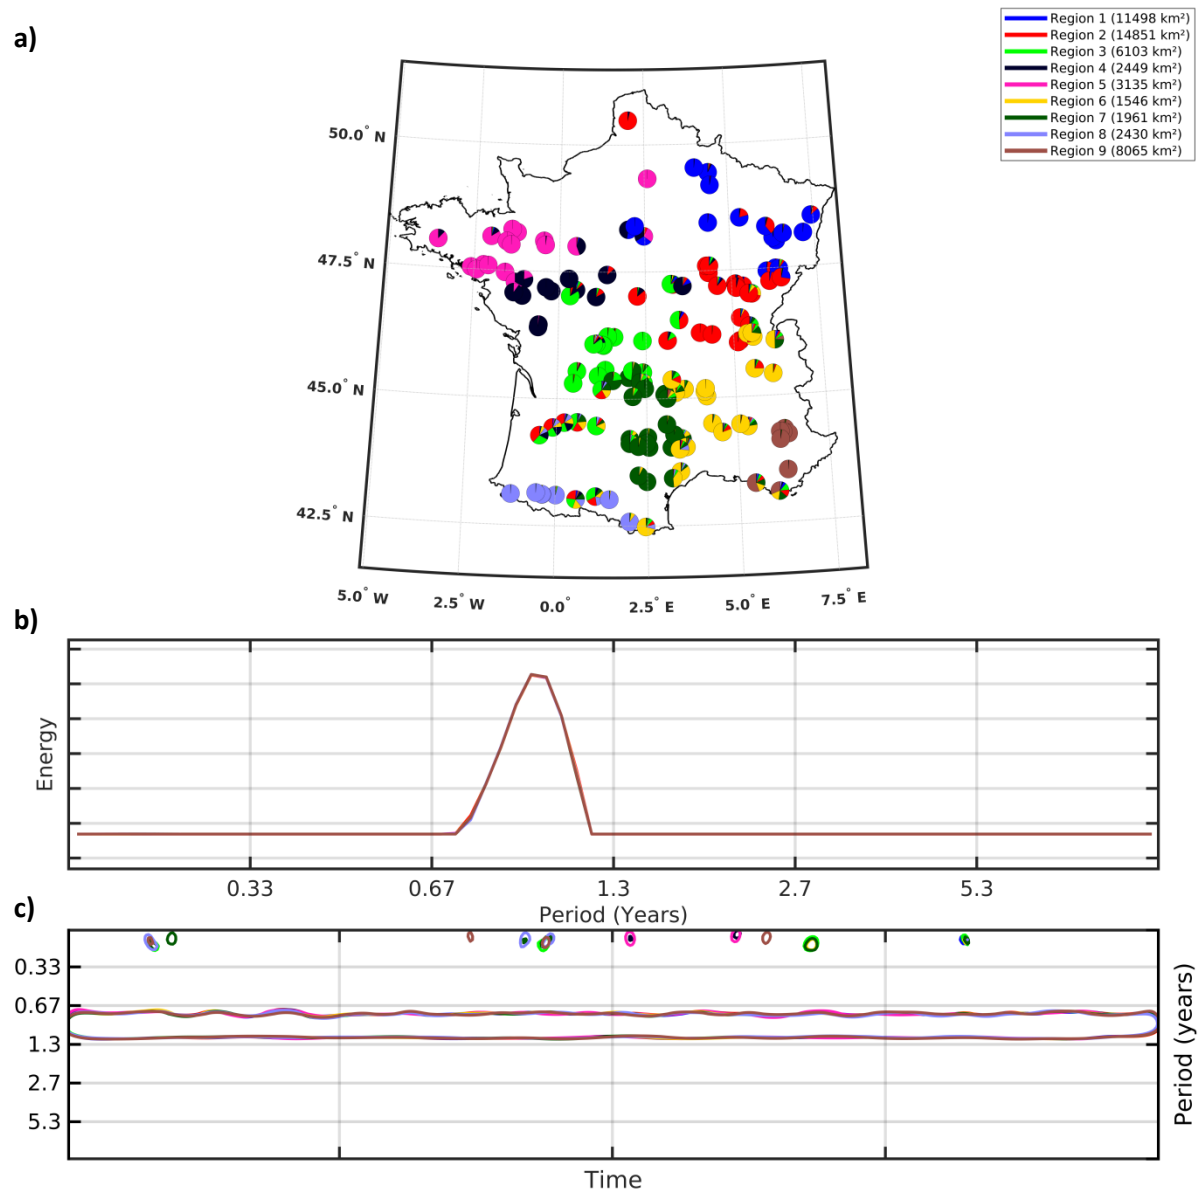 a)
Region 1 (11498 km²)
Region 2 (14851 km²)
Region 3 (6103 km²)
Region 4 (2449 km²)
Region 5 (3135 km²)
Region 6 (1546 km²)
Region 7 (1961 km²)
Region 8 (2430 km²)
Region 9 (8065 km²)
50.0° N
47.5° N
45.0° N
42.5° N
5.0° W
2.5° W
0.0°
2.5° E
5.0° E
7.5° E
b)
Energy
0.33
0.67
1.3
2.7
5.3
Period (Years)
c)
0.33
0.67
1.3
2.7
5.3
Period (years)
Time